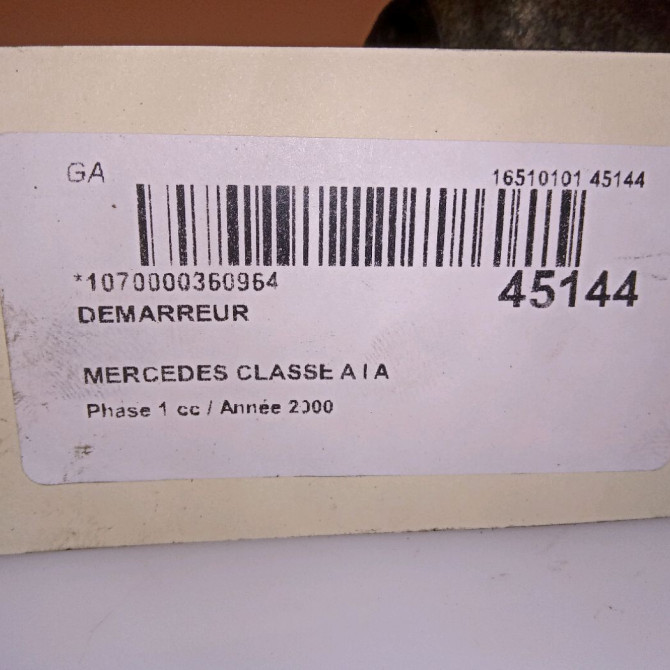 GA
16510101 45144
*1070000360964
45144
DEMARREUR
MERCEDES CLASSE A I A
Phase 1 cc / Année 2000